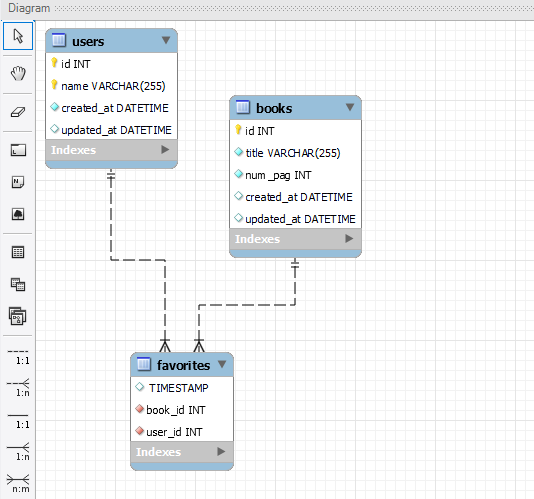 Diagram
users
id INT
name VARCHAR(255)
created_at DATETIME
updated_at DATETIME
Indexes
books
id INT
title VARCHAR(255)
num_pag INT
created_at DATETIME
updated_at DATETIME
Indexes
favorites
TIMESTAMP
book_id INT
user_id INT
Indexes
1:1
1:n
1:1
1:n
n:m